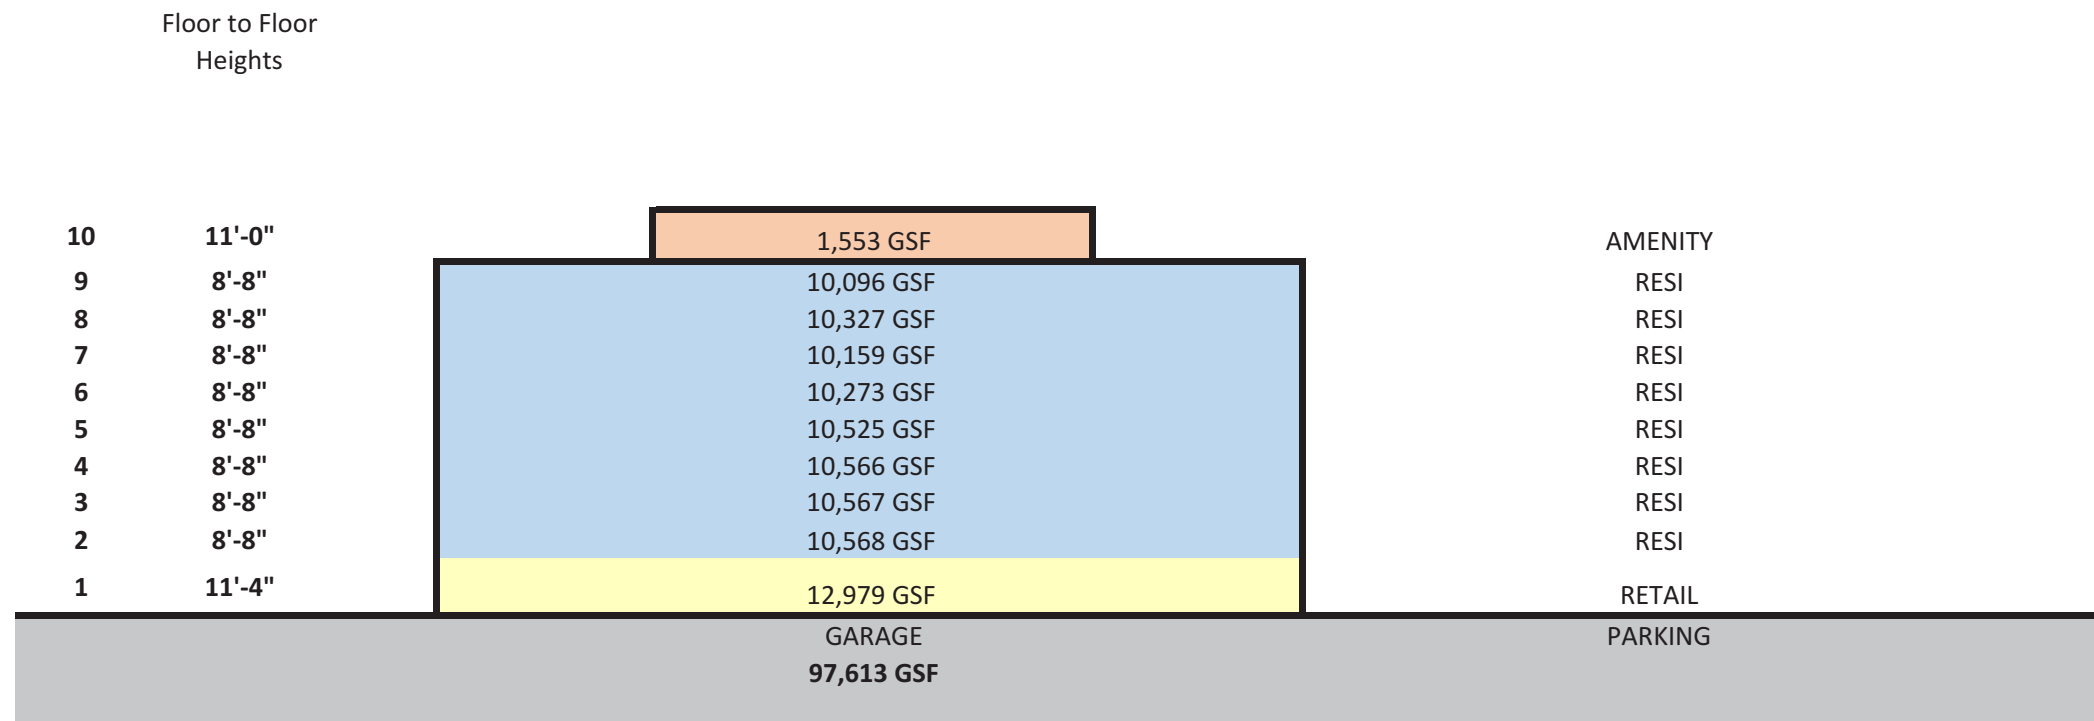 Floor to Floor
Heights
10 11'-0" 1,553 GSF AMENITY
9 8'-8" 10,096 GSF RESI
8 8'-8" 10,327 GSF RESI
7 8'-8" 10,159 GSF RESI
6 8'-8" 10,273 GSF RESI
5 8'-8" 10,525 GSF RESI
4 8'-8" 10,566 GSF RESI
3 8'-8" 10,567 GSF RESI
2 8'-8" 10,568 GSF RESI
1 11'-4" 12,979 GSF RETAIL
GARAGE PARKING
97,613 GSF